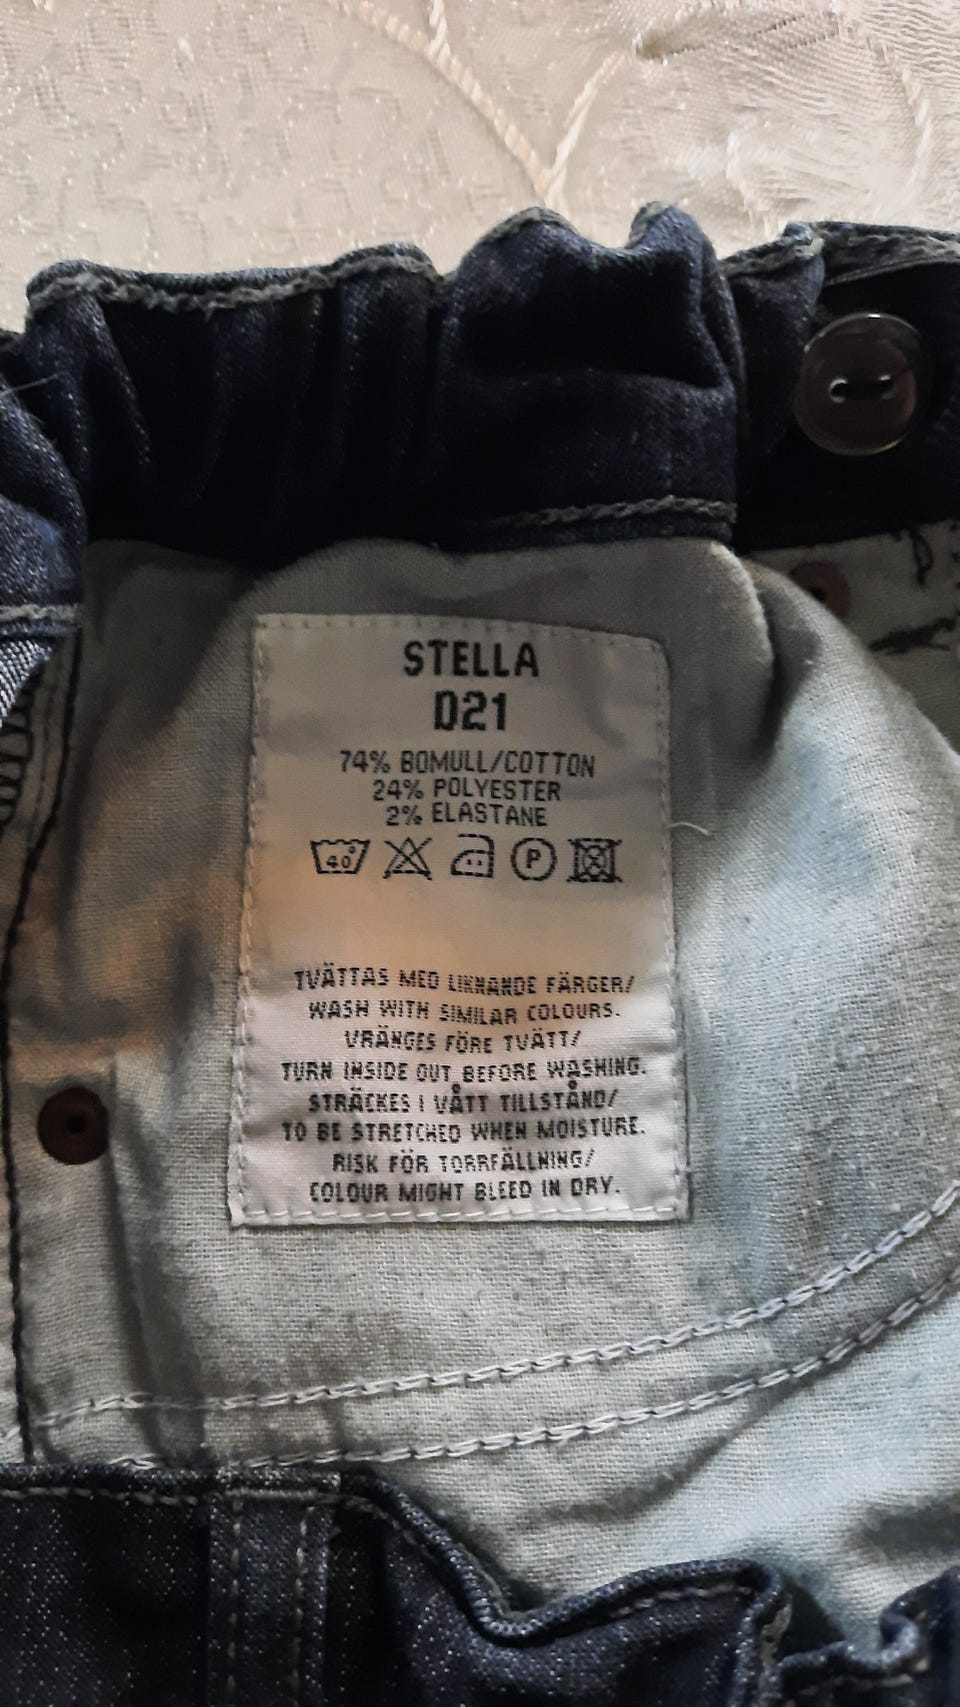 STELLA
D21
74% BOMULL/COTTON
24% POLYESTER
2% ELASTANE
40° P
TVÄTTAS MED LIKNANDE FÄRGER/
WASH WITH SIMILAR COLOURS.
VRÄNGES FÖRE TVÄTT/
TURN INSIDE OUT BEFORE WASHING.
STRÄCKES I VÅTT TILLSTÅND/
TO BE STRETCHED WHEN MOISTURE.
RISK FÖR TORRFÄLLNING/
COLOUR MIGHT BLEED IN DRY.